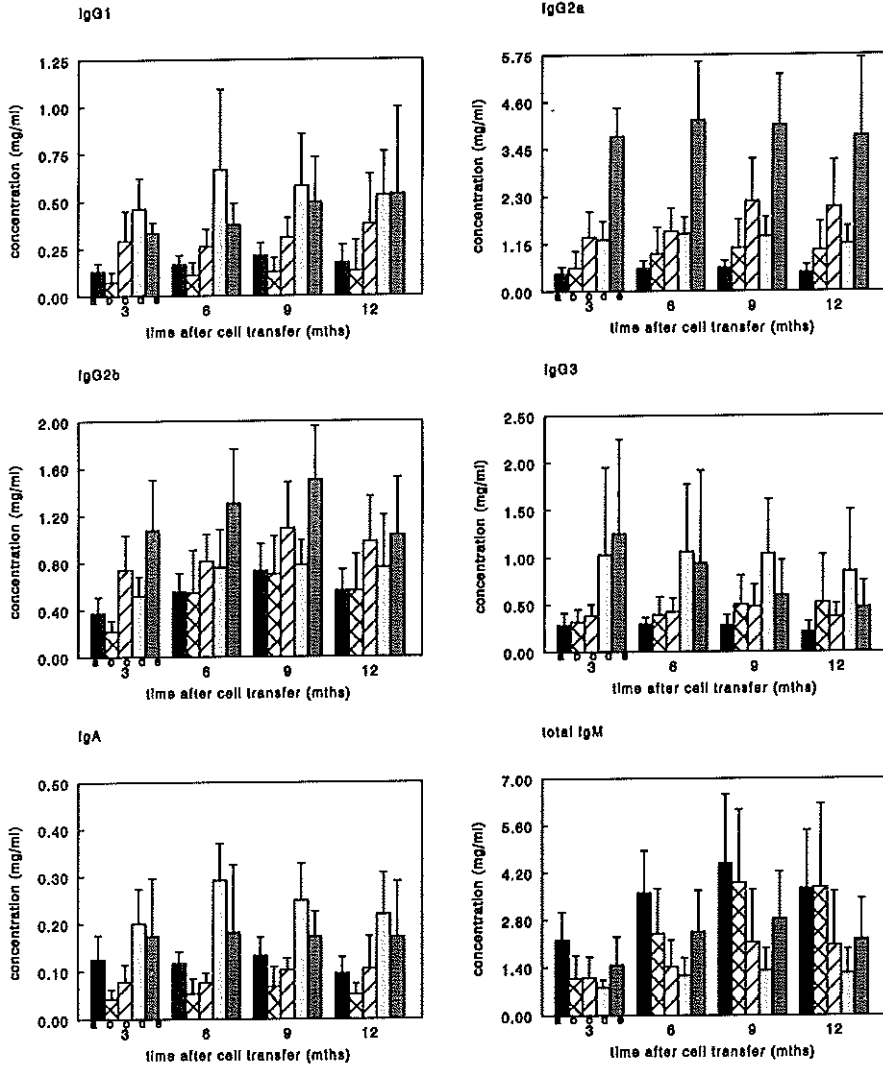 IgG1
1.25
1.00
0.75
0.50
0.25
0.00
concentration (mg/ml)
a b c d e
3 6 9 12
time after cell transfer (mths)
IgG2a
5.75
4.60
3.45
2.30
1.15
0.00
concentration (mg/ml)
a b c d e
3 6 9 12
time after cell transfer (mths)
IgG2b
2.00
1.60
1.20
0.80
0.40
0.00
concentration (mg/ml)
a b c d e
3 6 9 12
time after cell transfer (mths)
IgG3
2.50
2.00
1.50
1.00
0.50
0.00
concentration (mg/ml)
a b c d e
3 6 9 12
time after cell transfer (mths)
IgA
0.50
0.40
0.30
0.20
0.10
0.00
concentration (mg/ml)
a b c d e
3 6 9 12
time after cell transfer (mths)
total IgM
7.00
5.60
4.20
2.80
1.40
0.00
concentration (mg/ml)
a b c d e
3 6 9 12
time after cell transfer (mths)